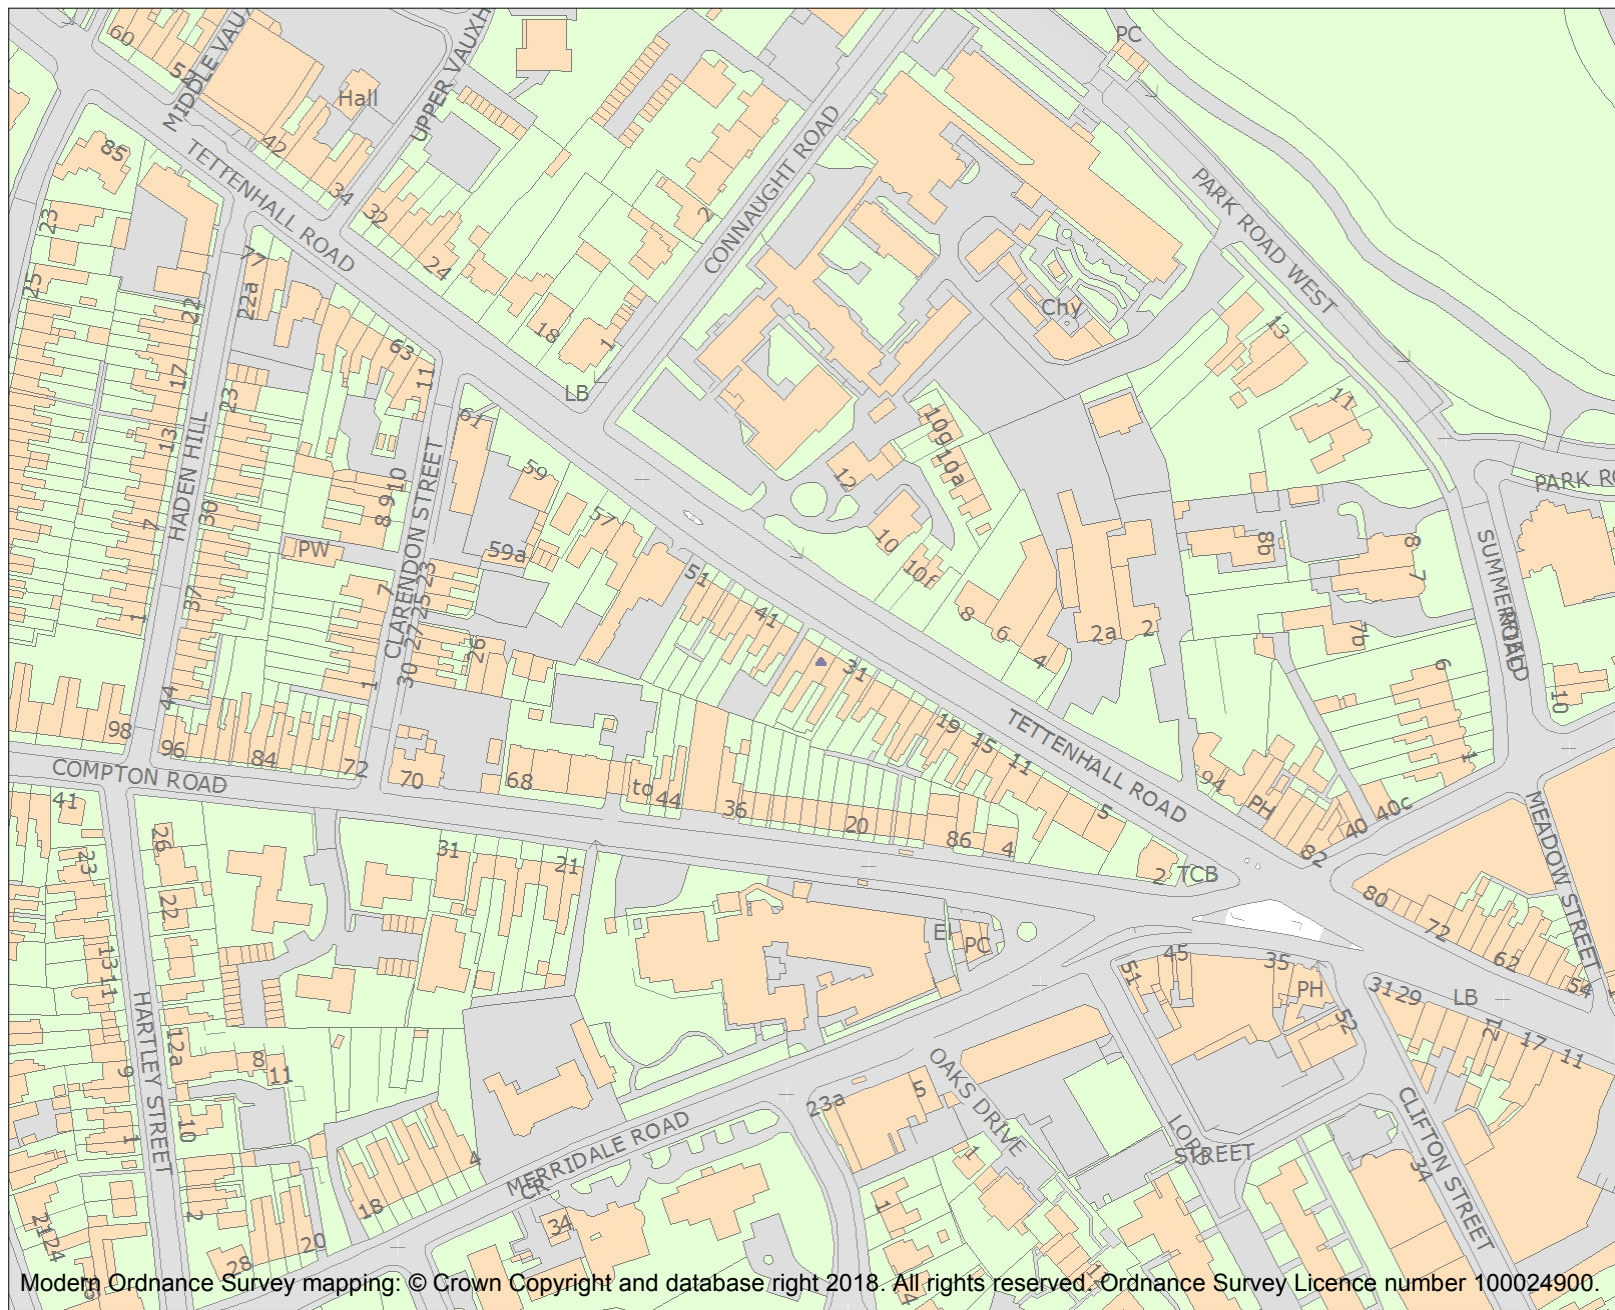 60
52
MIDDLE VAUX
Hall
UPPER VAUXH
PC
42
34
85
TETTENHALL ROAD
32
24
2
CONNAUGHT ROAD
PARK ROAD WEST
23
25
77
22a
22
18
1
Chy
13
63
11
17
23
LB
61
11
13
HADEN HILL
59
10g
10a
12
PARK RO
7
30
8 9 10
CLARENDON STREET
57
PW
59a
10
10f
8b
8
7
SUMMERFIELD
ROAD
51
41
37
1
7
25 23
27
26
30
1
8
6
4
2a
2
7b
6
10
31
44
98
96
84
72
COMPTON ROAD
70
68
to
44
36
20
86
4
19
15
11
5
TETTENHALL ROAD
94
PH
40
40c
1
82
2
TCB
MEADOW STREET
41
26
23
31
21
22
13
11
HARTLEY STREET
12a
9
8
11
10
1
El
PC
80
72
62
54
45
51
35
PH
52
31
29
LB
21
17
11
OAKS DRIVE
23a
5
1
MERRIDALE ROAD
CR
4
18
34
20
28
2
21
24
LORD
STREET
CLIFTON STREET
34
1
Modern Ordnance Survey mapping: © Crown Copyright and database right 2018. All rights reserved. Ordnance Survey Licence number 100024900.